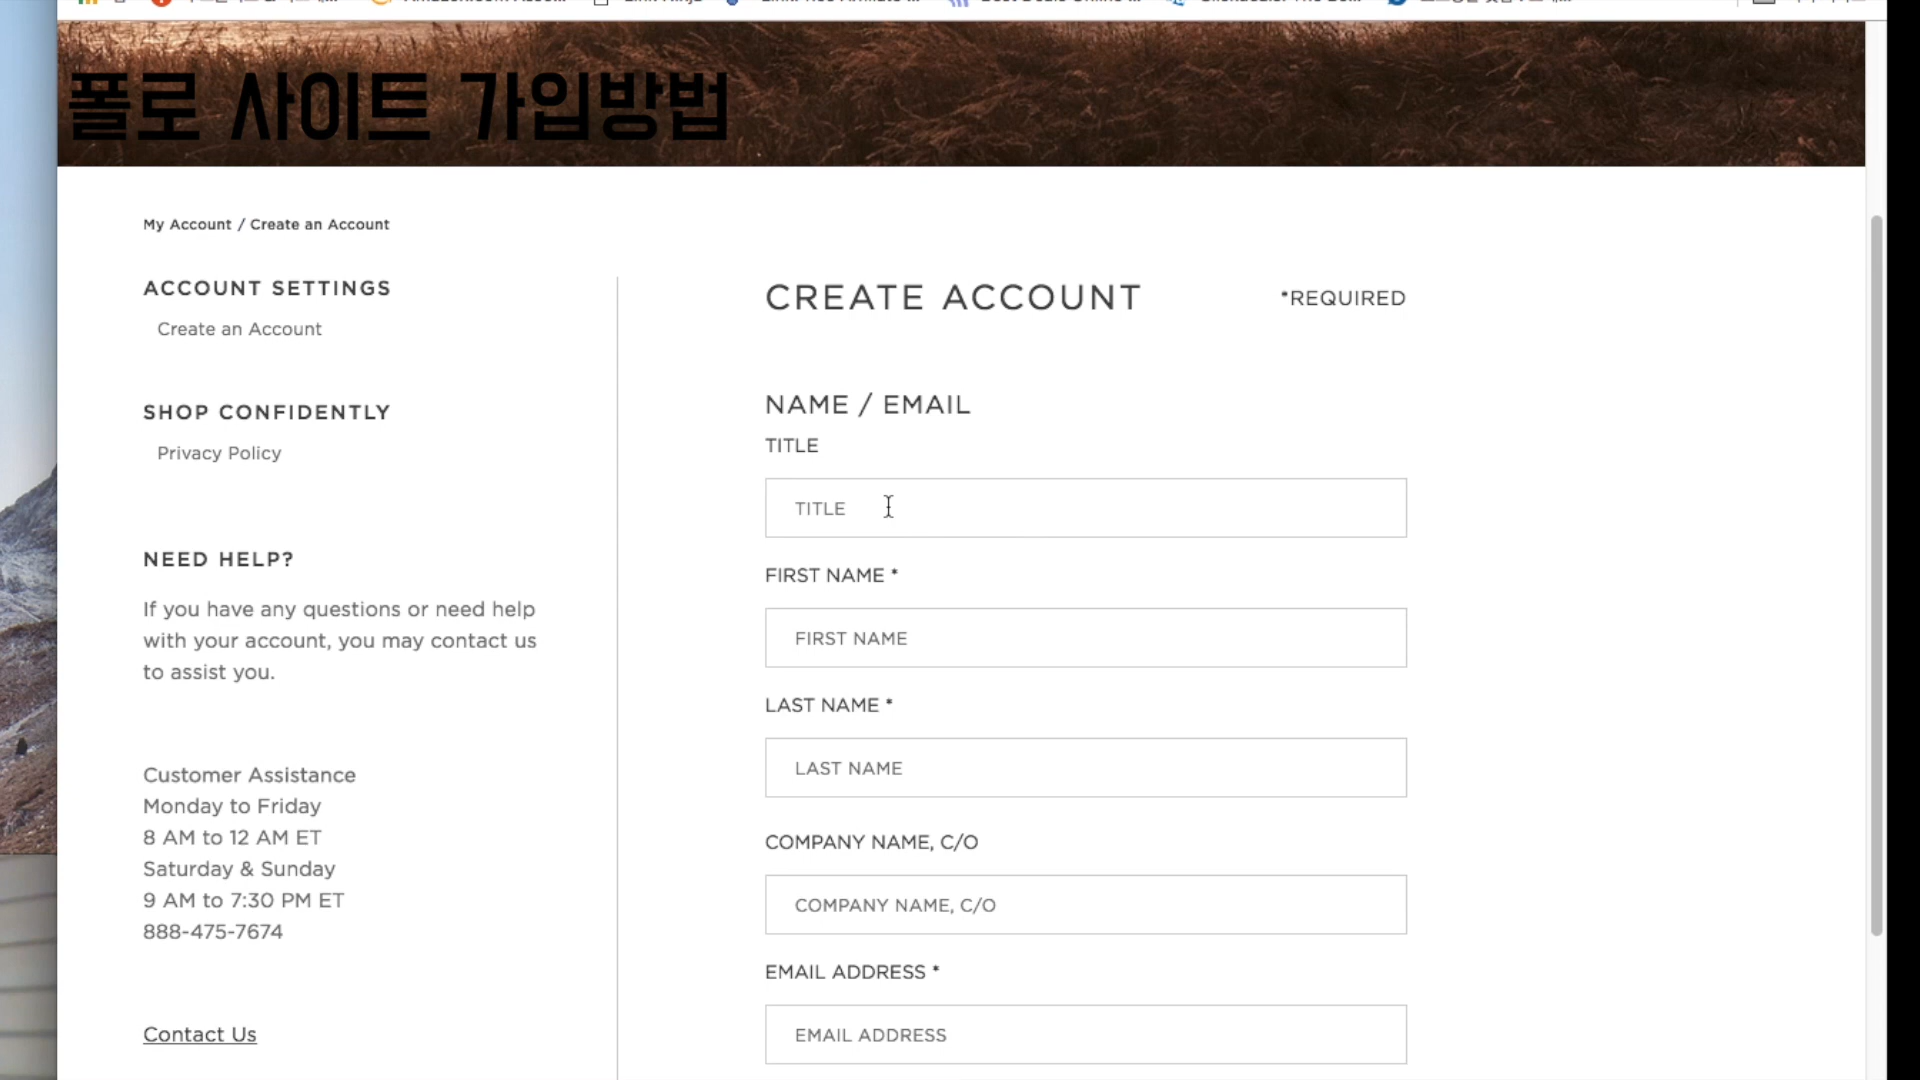 폴로 사이트 가입방법
My Account / Create an Account
ACCOUNT SETTINGS
Create an Account
SHOP CONFIDENTLY
Privacy Policy
NEED HELP?
If you have any questions or need help
with your account, you may contact us
to assist you.
Customer Assistance
Monday to Friday
8 AM to 12 AM ET
Saturday & Sunday
9 AM to 7:30 PM ET
888-475-7674
Contact Us
CREATE ACCOUNT
*REQUIRED
NAME / EMAIL
TITLE
TITLE
FIRST NAME *
FIRST NAME
LAST NAME *
LAST NAME
COMPANY NAME, C/O
COMPANY NAME, C/O
EMAIL ADDRESS *
EMAIL ADDRESS